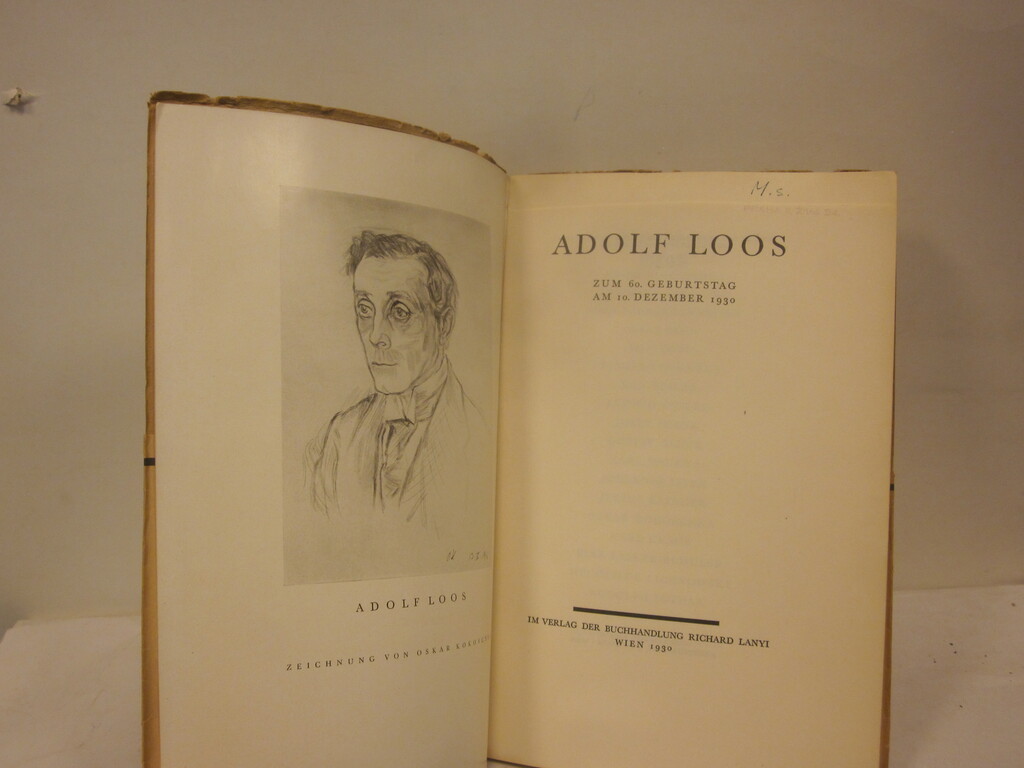 ADOLF LOOS
ZEICHNUNG VON OSKAR
M.s.
ADOLF LOOS
ZUM 60. GEBURTSTAG
AM 10. DEZEMBER 1930
IM VERLAG DER BUCHHANDLUNG RICHARD LANYI
WIEN 1930